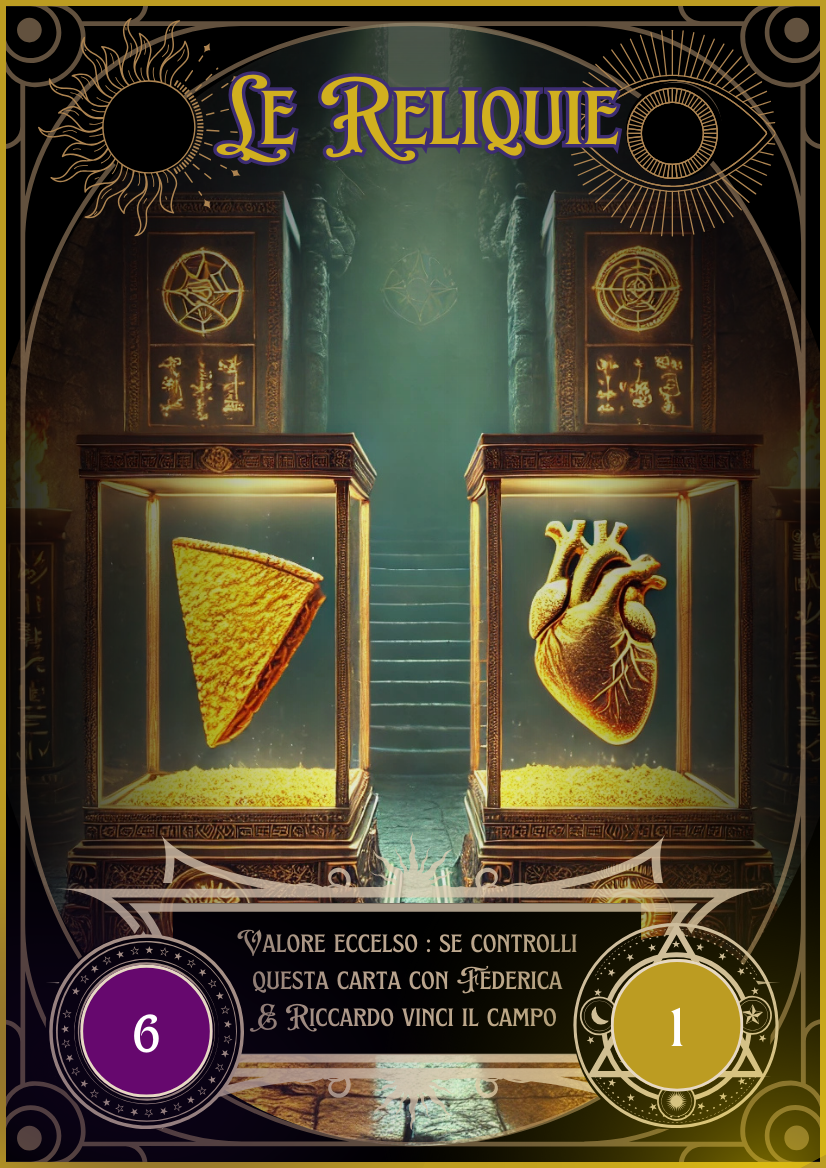 Le Reliquie
Valore eccelso : se controlli
questa carta con Federica
& Riccardo vinci il campo
6
1